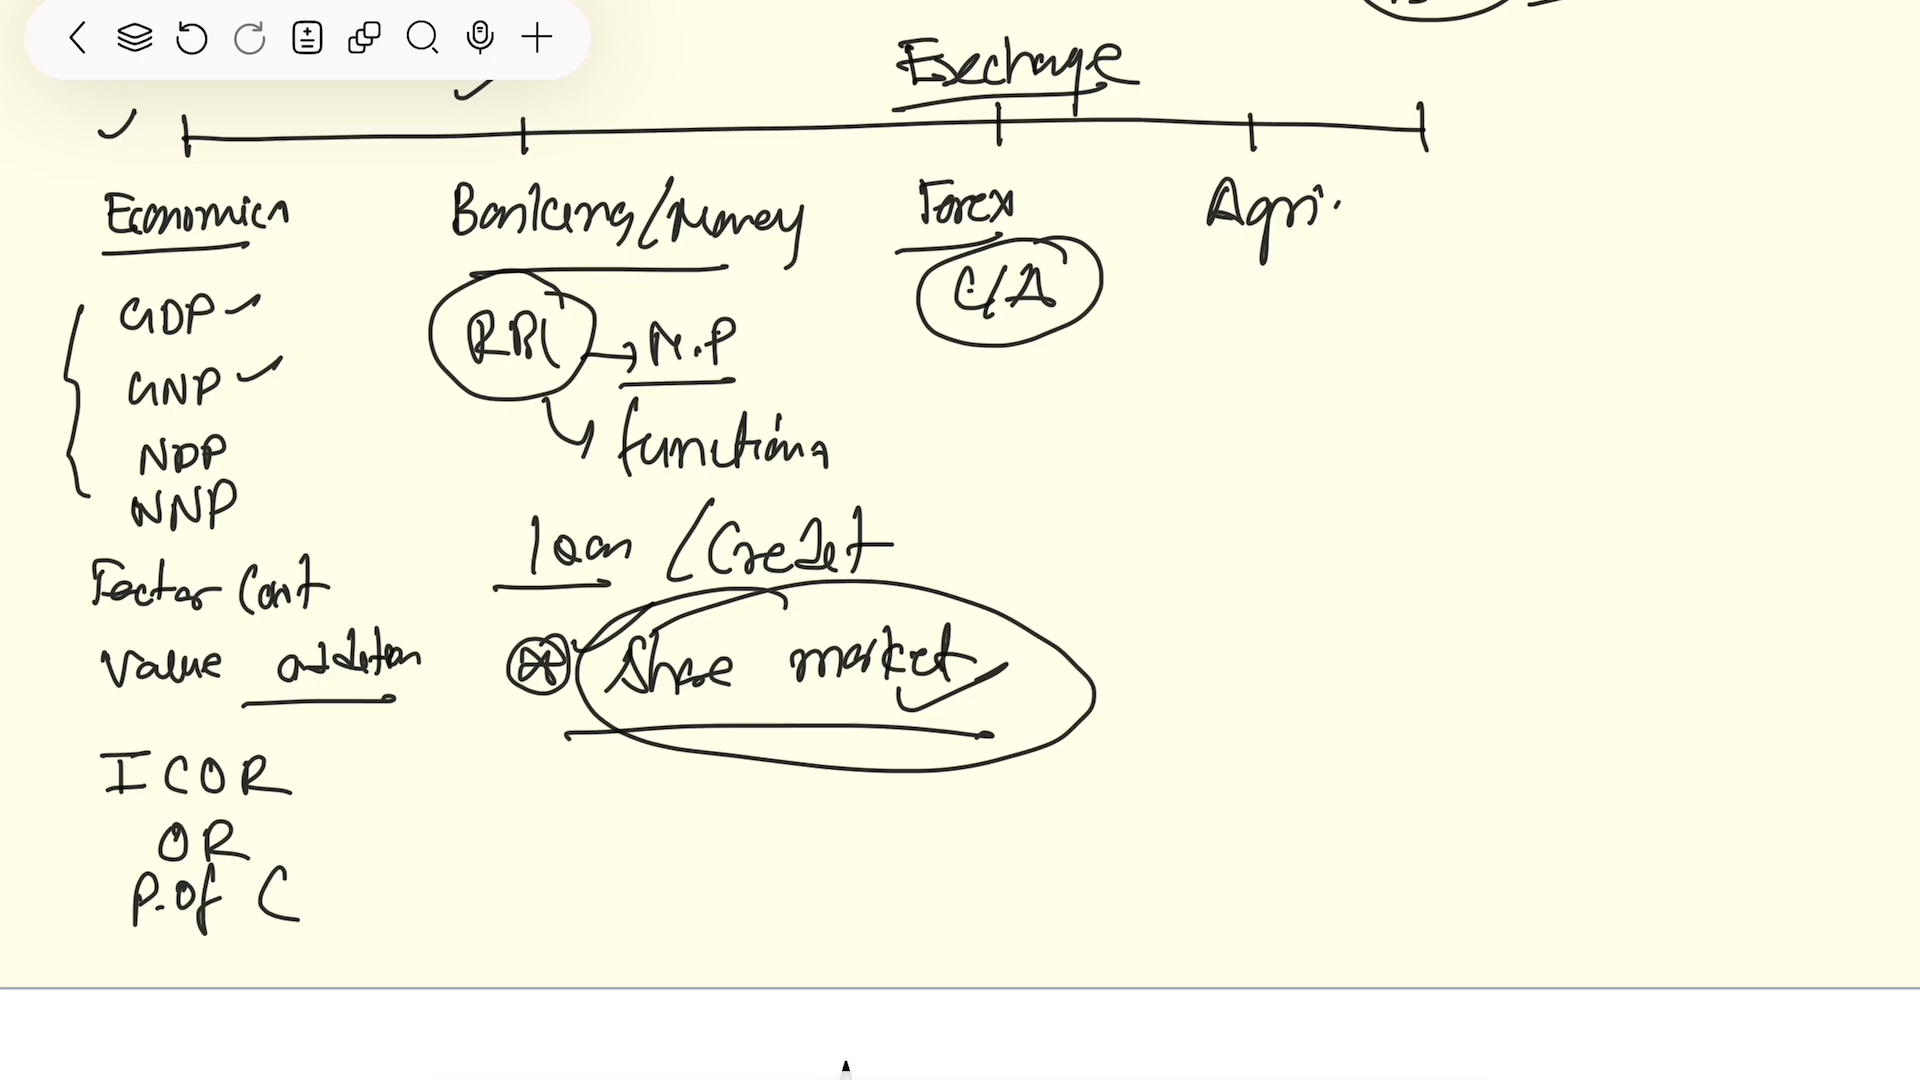 Exchange
Economics
Banking/Money
Forex
Agri.
GDP
GNP
NDP
NNP
Factor Cost
Value addition
ICOR
OR
P.of C
RBI → M.P
functions
loan / Credit
Share market
C/A